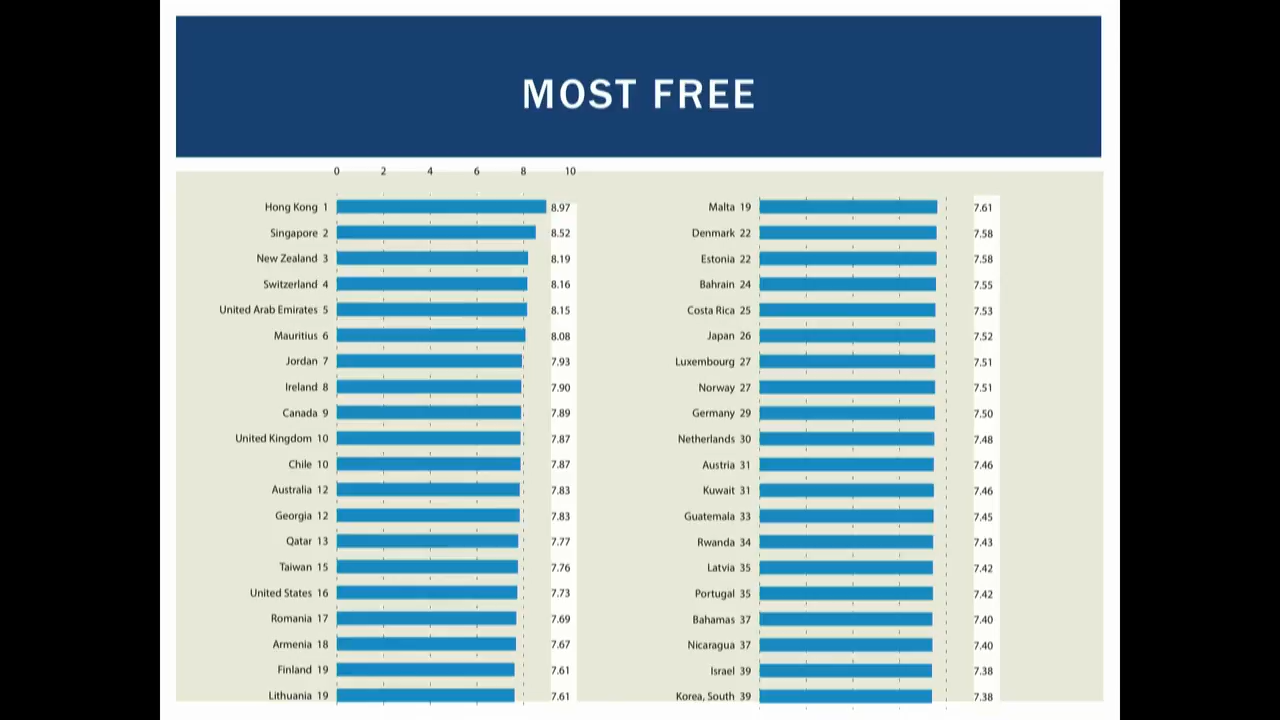 MOST FREE
0 2 4 6 8 10
Hong Kong 1 8.97
Singapore 2 8.52
New Zealand 3 8.19
Switzerland 4 8.16
United Arab Emirates 5 8.15
Mauritius 6 8.08
Jordan 7 7.93
Ireland 8 7.90
Canada 9 7.89
United Kingdom 10 7.87
Chile 10 7.87
Australia 12 7.83
Georgia 12 7.83
Qatar 13 7.77
Taiwan 15 7.76
United States 16 7.73
Romania 17 7.69
Armenia 18 7.67
Finland 19 7.61
Lithuania 19 7.61
Malta 19 7.61
Denmark 22 7.58
Estonia 22 7.58
Bahrain 24 7.55
Costa Rica 25 7.53
Japan 26 7.52
Luxembourg 27 7.51
Norway 27 7.51
Germany 29 7.50
Netherlands 30 7.48
Austria 31 7.46
Kuwait 31 7.46
Guatemala 33 7.45
Rwanda 34 7.43
Latvia 35 7.42
Portugal 35 7.42
Bahamas 37 7.40
Nicaragua 37 7.40
Israel 39 7.38
Korea, South 39 7.38